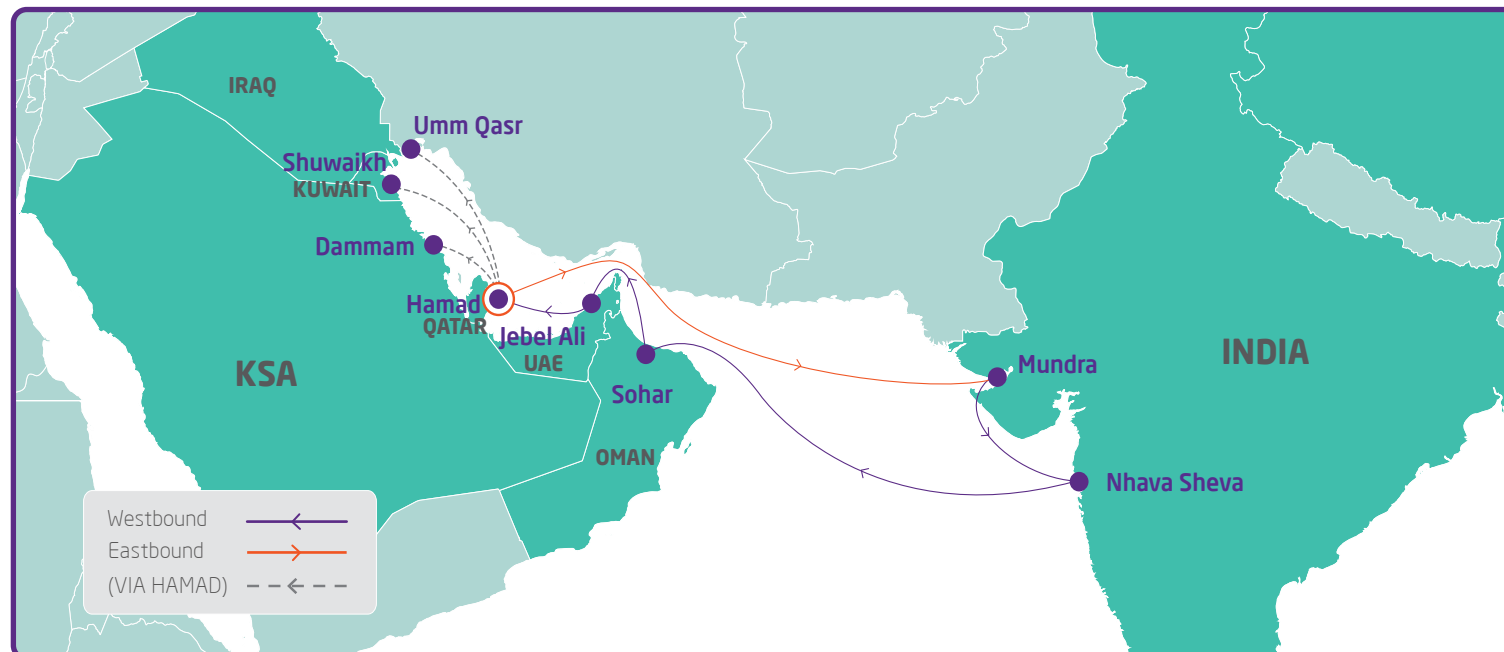 IRAQ
Umm Qasr
Shuwaikh
KUWAIT
Dammam
Hamad
QATAR
Jebel Ali
UAE
KSA
Sohar
OMAN
Mundra
INDIA
Nhava Sheva
Westbound
Eastbound
(VIA HAMAD)